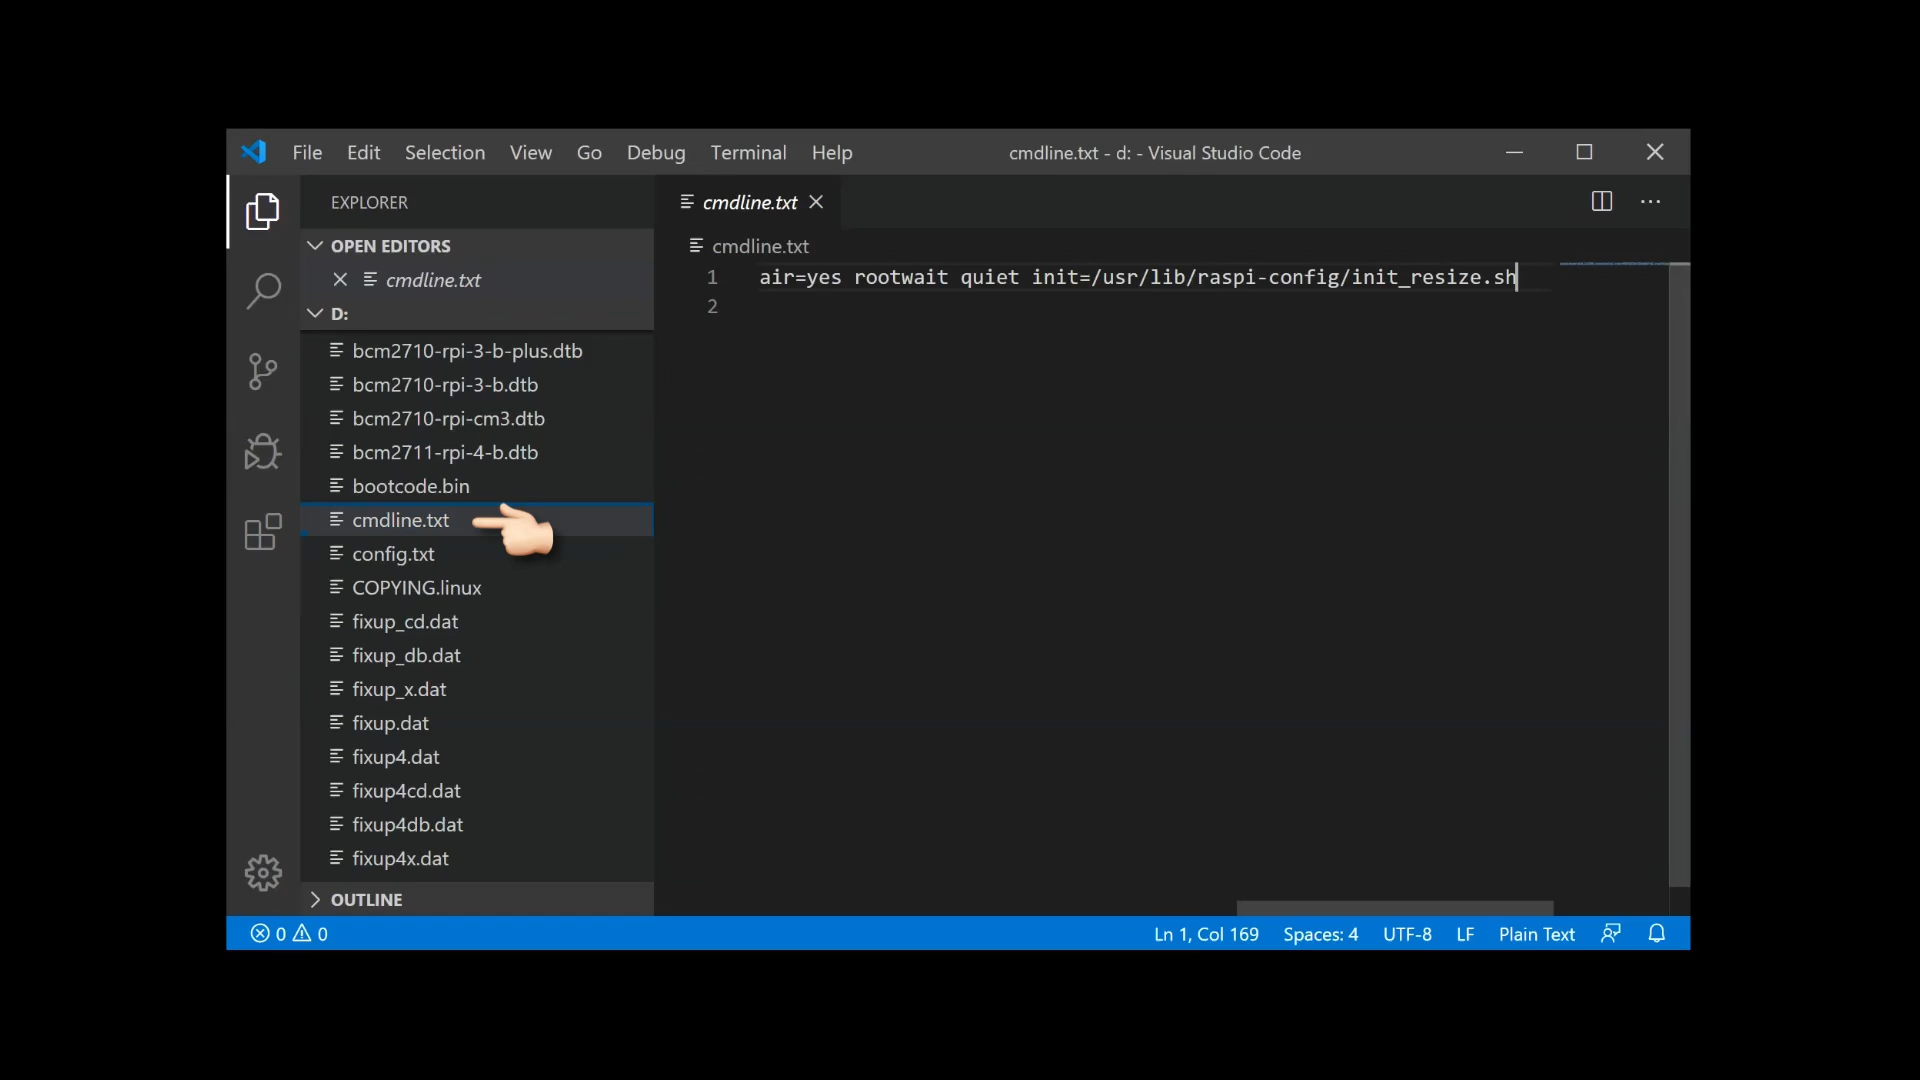 File Edit Selection View Go Debug Terminal Help
cmdline.txt - d: - Visual Studio Code
EXPLORER
OPEN EDITORS
cmdline.txt
D:
bcm2710-rpi-3-b-plus.dtb
bcm2710-rpi-3-b.dtb
bcm2710-rpi-cm3.dtb
bcm2711-rpi-4-b.dtb
bootcode.bin
cmdline.txt
config.txt
COPYING.linux
fixup_cd.dat
fixup_db.dat
fixup_x.dat
fixup.dat
fixup4.dat
fixup4cd.dat
fixup4db.dat
fixup4x.dat
OUTLINE
cmdline.txt
cmdline.txt
1 air=yes rootwait quiet init=/usr/lib/raspi-config/init_resize.sh
2
0 0
Ln 1, Col 169 Spaces: 4 UTF-8 LF Plain Text